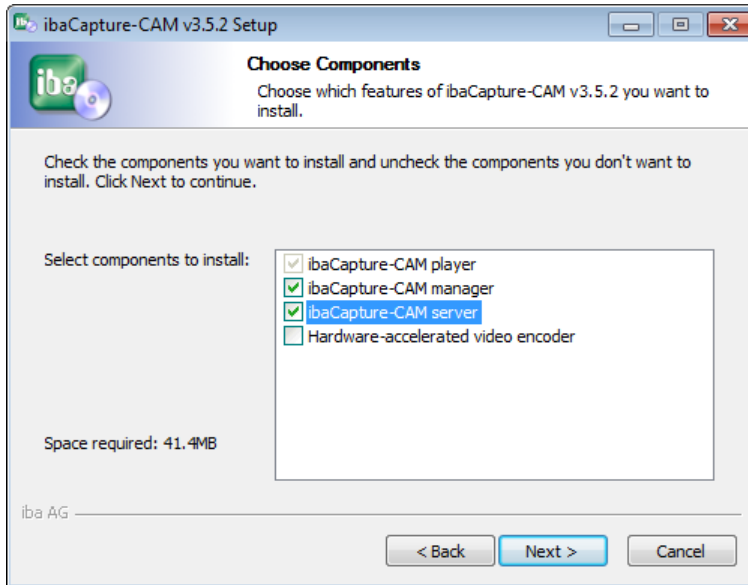 ibaCapture-CAM v3.5.2 Setup
iba
Choose Components
Choose which features of ibaCapture-CAM v3.5.2 you want to
install.
Check the components you want to install and uncheck the components you don't want to
install. Click Next to continue.
Select components to install:
ibaCapture-CAM player
ibaCapture-CAM manager
ibaCapture-CAM server
Hardware-accelerated video encoder
Space required: 41.4MB
iba AG
< Back
Next >
Cancel